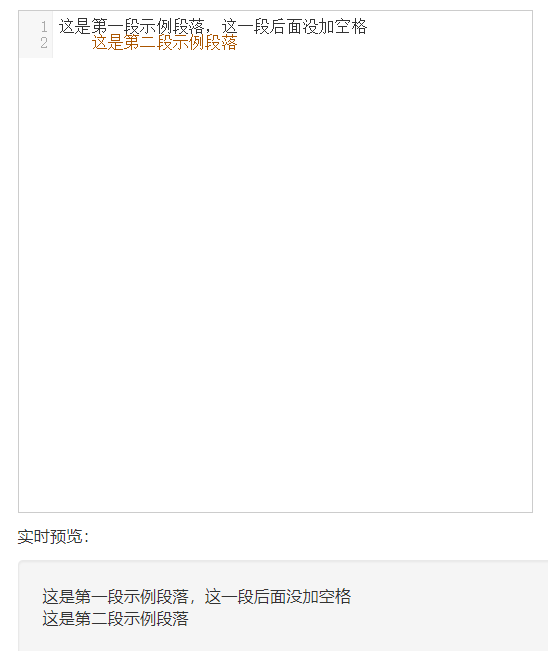 1 这是第一段示例段落，这一段后面没加空格
2 这是第二段示例段落
实时预览：
这是第一段示例段落，这一段后面没加空格
这是第二段示例段落